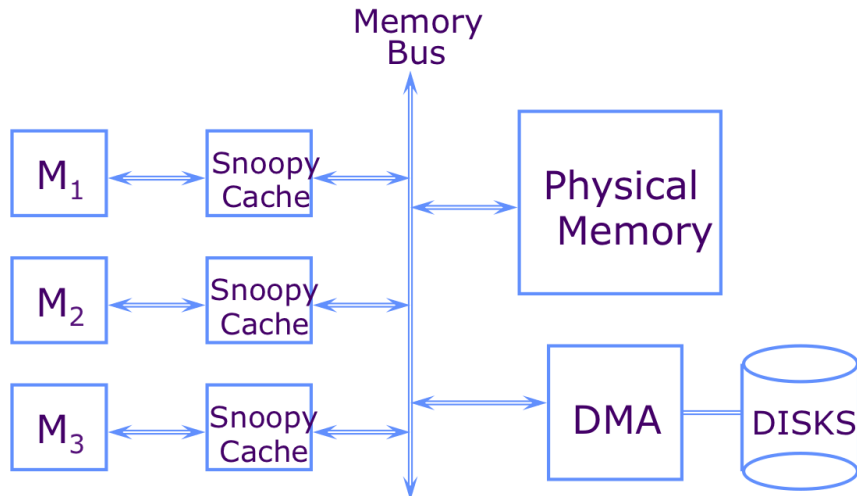 Memory
Bus
M₁
Snoopy
Cache
Physical
Memory
M₂
Snoopy
Cache
M₃
Snoopy
Cache
DMA
DISKS